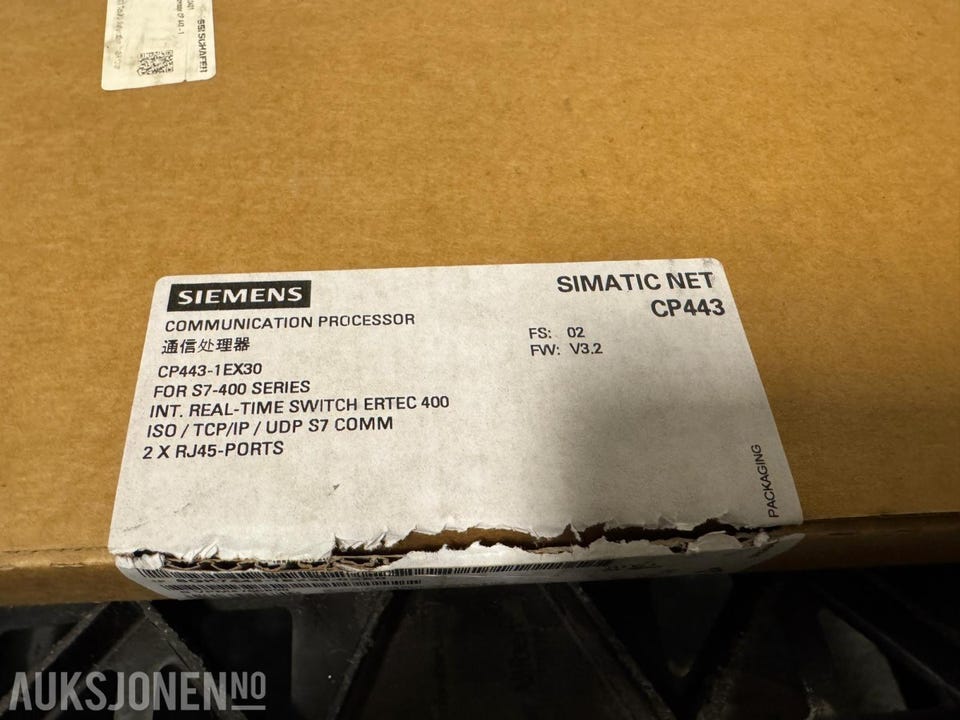 SSI SCHÄFER
SIEMENS
SIMATIC NET
CP443
COMMUNICATION PROCESSOR
通信处理器
FS: 02
FW: V3.2
CP443-1EX30
FOR S7-400 SERIES
INT. REAL-TIME SWITCH ERTEC 400
ISO / TCP/IP / UDP S7 COMM
2 X RJ45-PORTS
PACKAGING
AUKSJONEN.NO